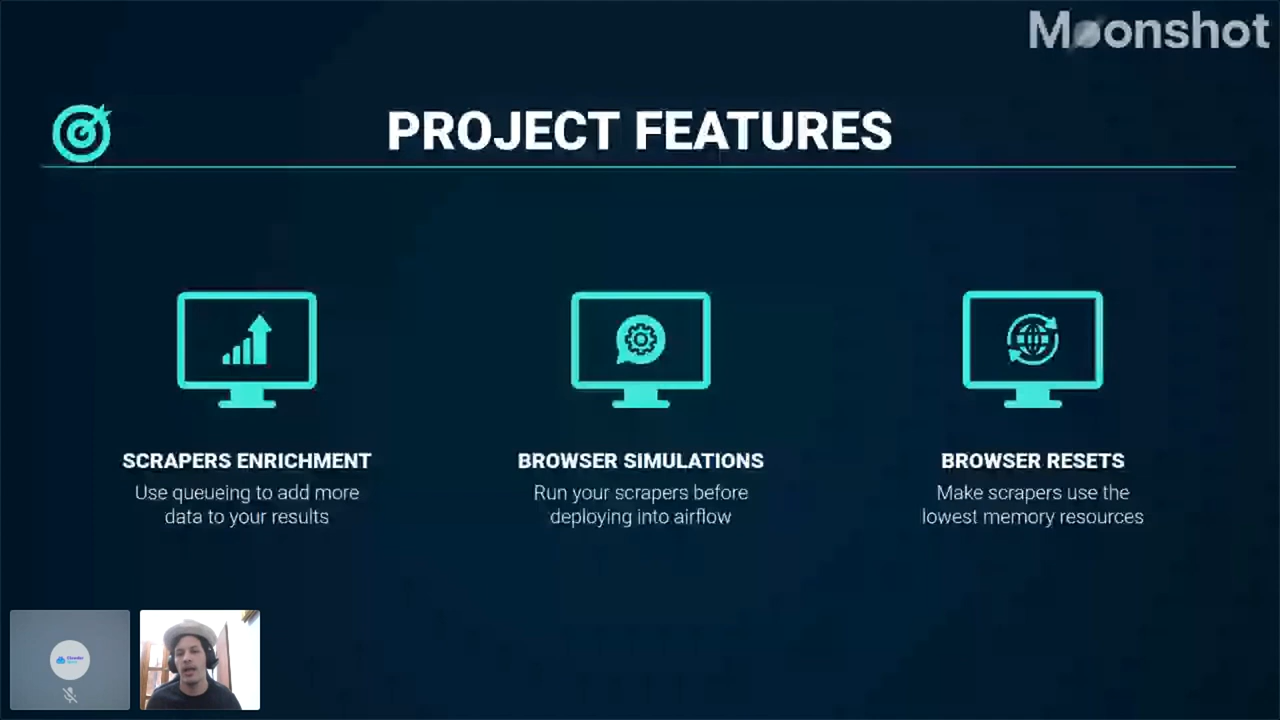 Moonshot
PROJECT FEATURES
SCRAPERS ENRICHMENT
Use queueing to add more
data to your results
BROWSER SIMULATIONS
Run your scrapers before
deploying into airflow
BROWSER RESETS
Make scrapers use the
lowest memory resources